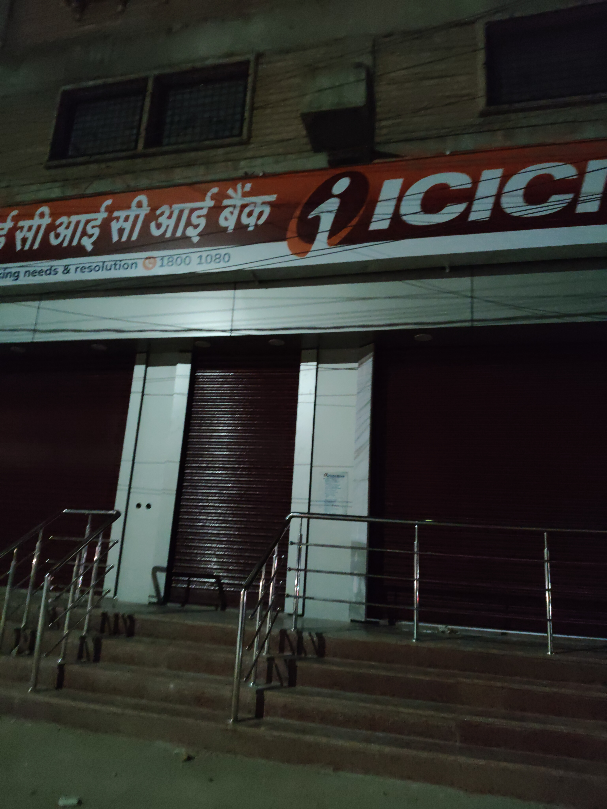 ई सी आई सी आई बैंक ICICI
king needs & resolution 1800 1080